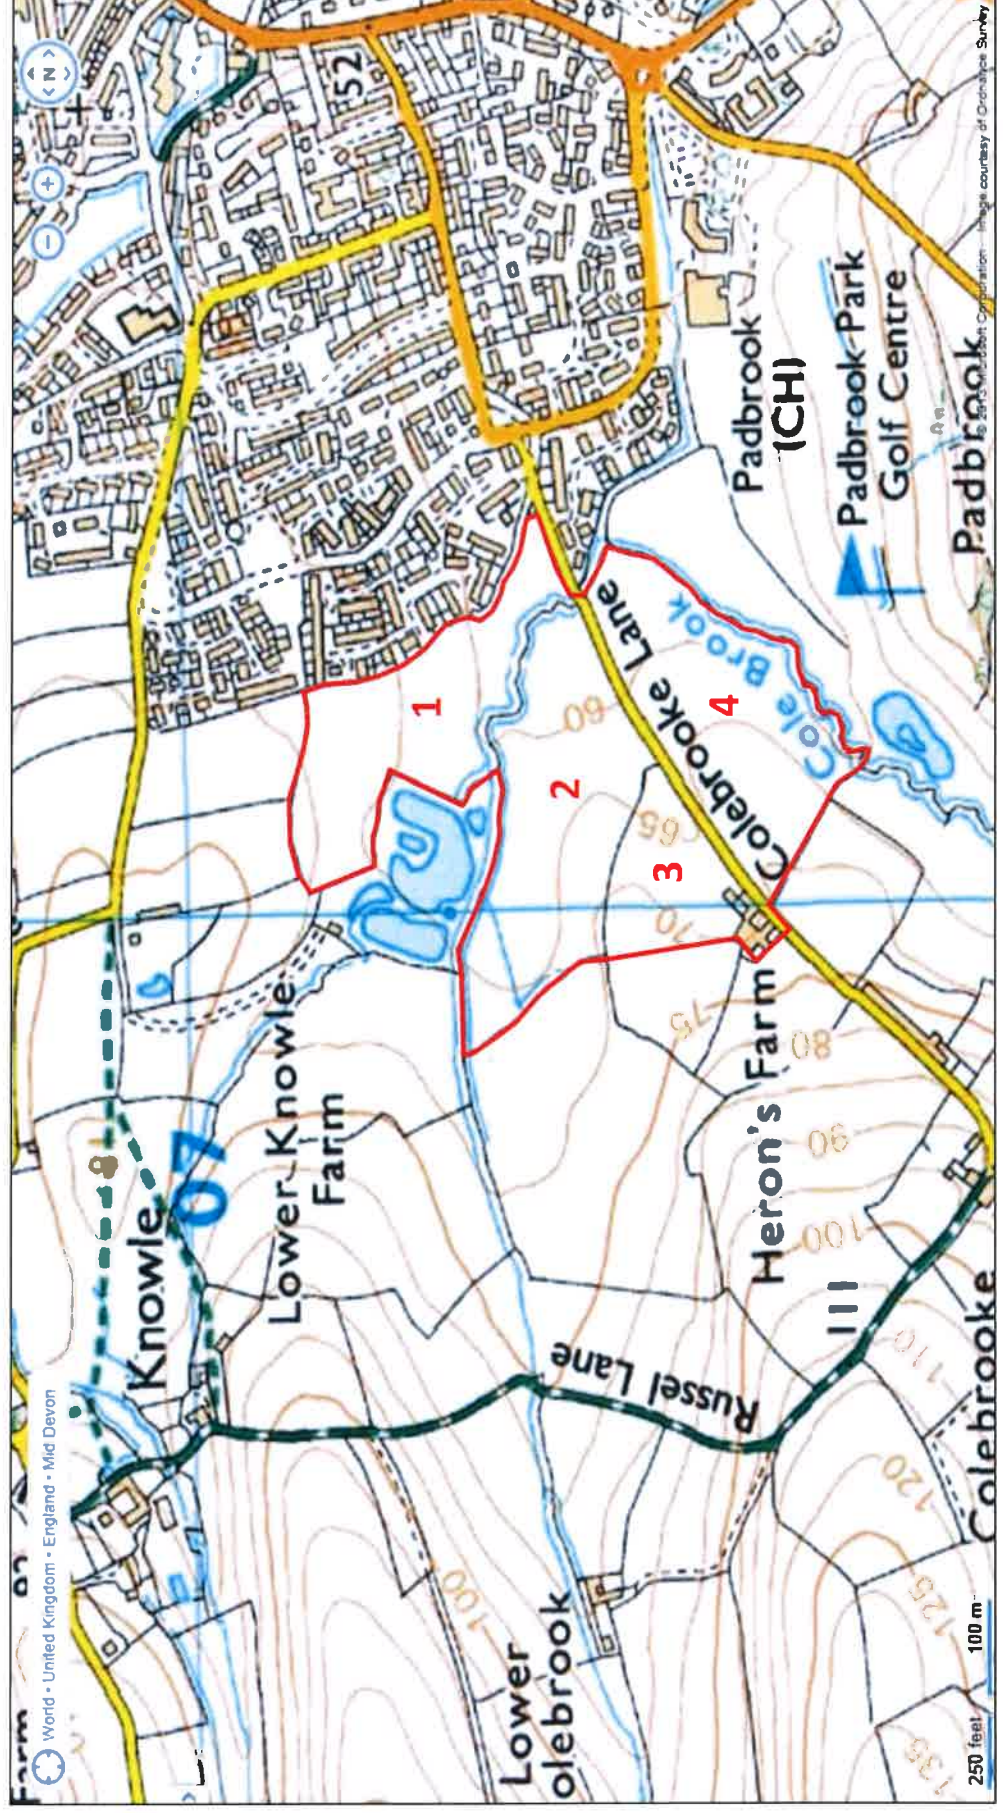 World • United Kingdom • England • Mid Devon
N
Knowle
07
Lower Knowle
Farm
52
1
2
3
4
60
65
70
75
80
90
100
110
120
125
135
100
Colebrooke Lane
Cole Brook
Heron's Farm
Russel Lane
Lower
olebrook
Colebrooke
Padbrook
(CH)
Padbrook Park
Golf Centre
Padbrook
250 feet
100 m
Image courtesy of Ordnance Survey